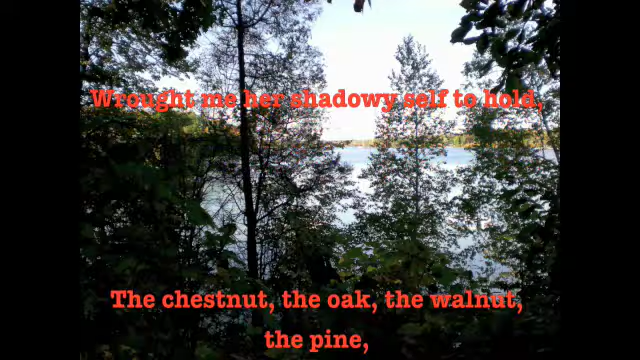 Wrought me her shadowy self to hold,
The chestnut, the oak, the walnut,
the pine,